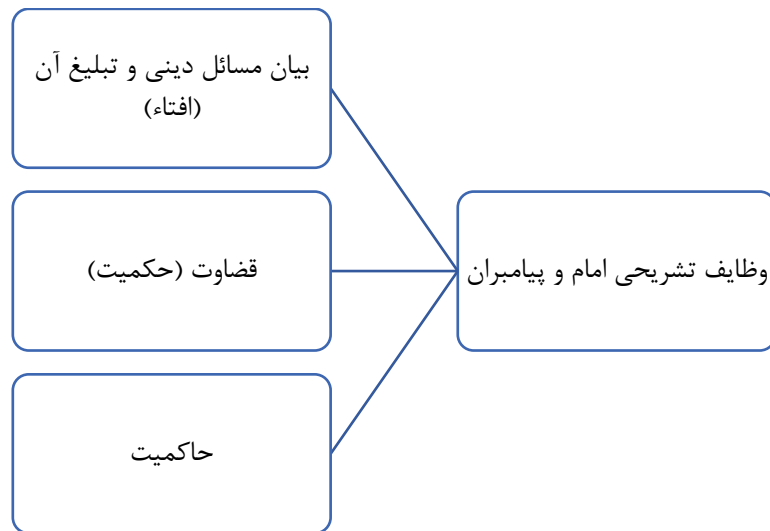 وظایف تشریحی امام و پیامبران
بیان مسائل دینی و تبلیغ آن
(افتاء)
قضاوت (حکمیت)
حاکمیت